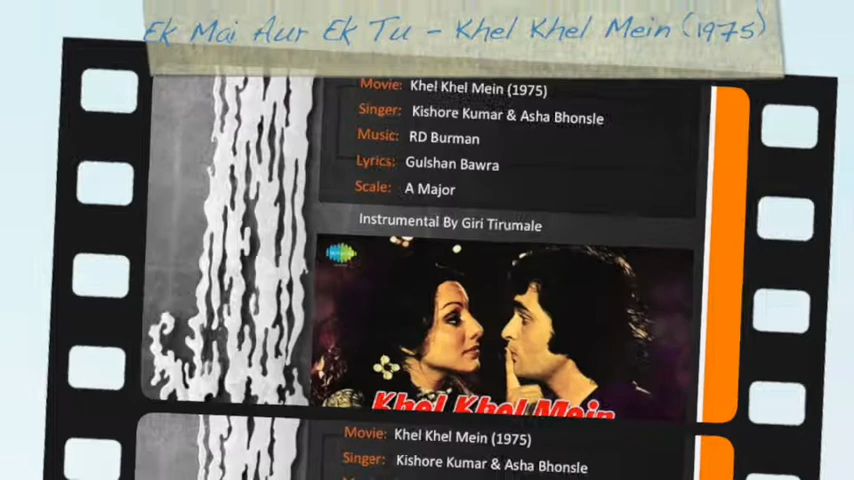 Ek Mai Aur Ek Tu - Khel Khel Mein (1975)
Movie: Khel Khel Mein (1975)
Singer: Kishore Kumar & Asha Bhonsle
Music: RD Burman
Lyrics: Gulshan Bawra
Scale: A Major
Instrumental By Giri Tirumale
Khel Khel Mein
Movie: Khel Khel Mein (1975)
Singer: Kishore Kumar & Asha Bhonsle